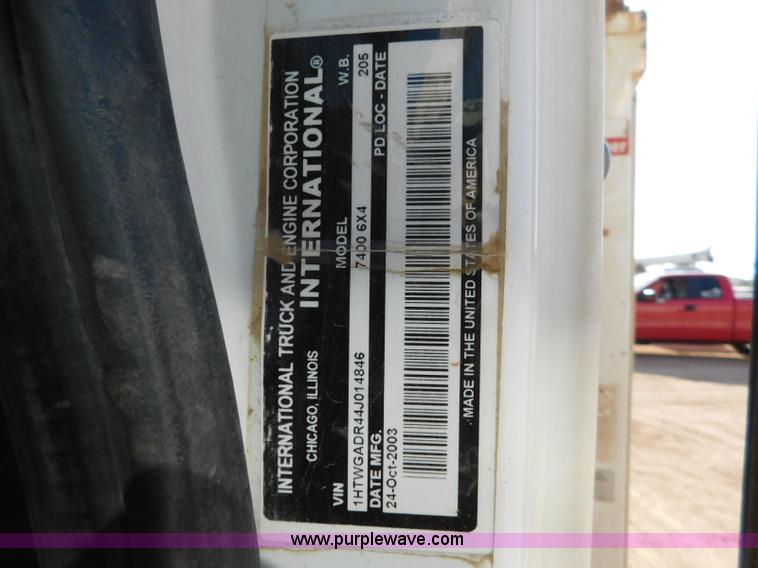 INTERNATIONAL TRUCK AND ENGINE CORPORATION
CHICAGO, ILLINOIS
INTERNATIONAL®
VIN
MODEL
W.B.
1HTWGADR44J014846
7400 6X4
205
DATE MFG.
PD LOC - DATE
24-Oct-2003
MADE IN THE UNITED STATES OF AMERICA
www.purplewave.com